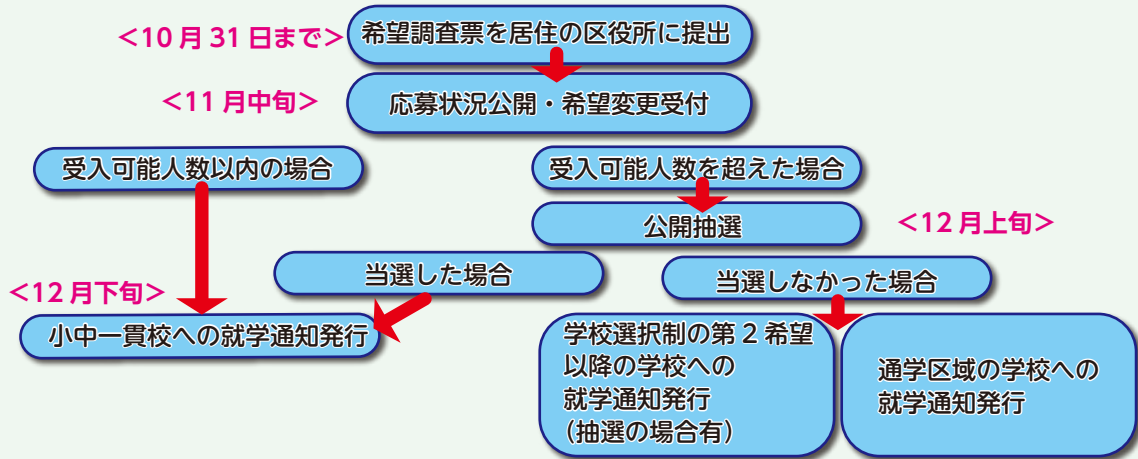 ＜10月31日まで＞
希望調査票を居住の区役所に提出
＜11月中旬＞
応募状況公開・希望変更受付
受入可能人数以内の場合
受入可能人数を超えた場合
公開抽選
＜12月上旬＞
当選した場合
当選しなかった場合
＜12月下旬＞
小中一貫校への就学通知発行
学校選択制の第２希望
以降の学校への
就学通知発行
（抽選の場合有）
通学区域の学校への
就学通知発行